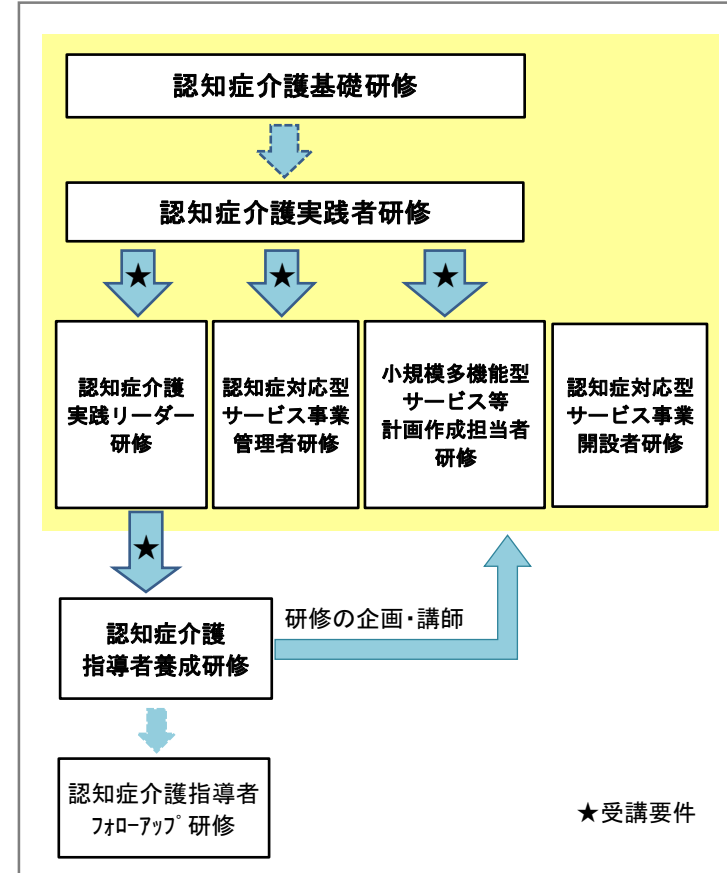 認知症介護基礎研修
認知症介護実践者研修
★
★
★
認知症介護
実践リーダー
研修
認知症対応型
サービス事業
管理者研修
小規模多機能型
サービス等
計画作成担当者
研修
認知症対応型
サービス事業
開設者研修
★
認知症介護
指導者養成研修
研修の企画・講師
認知症介護指導者
ﾌｫﾛｰｱｯﾌﾟ研修
★受講要件